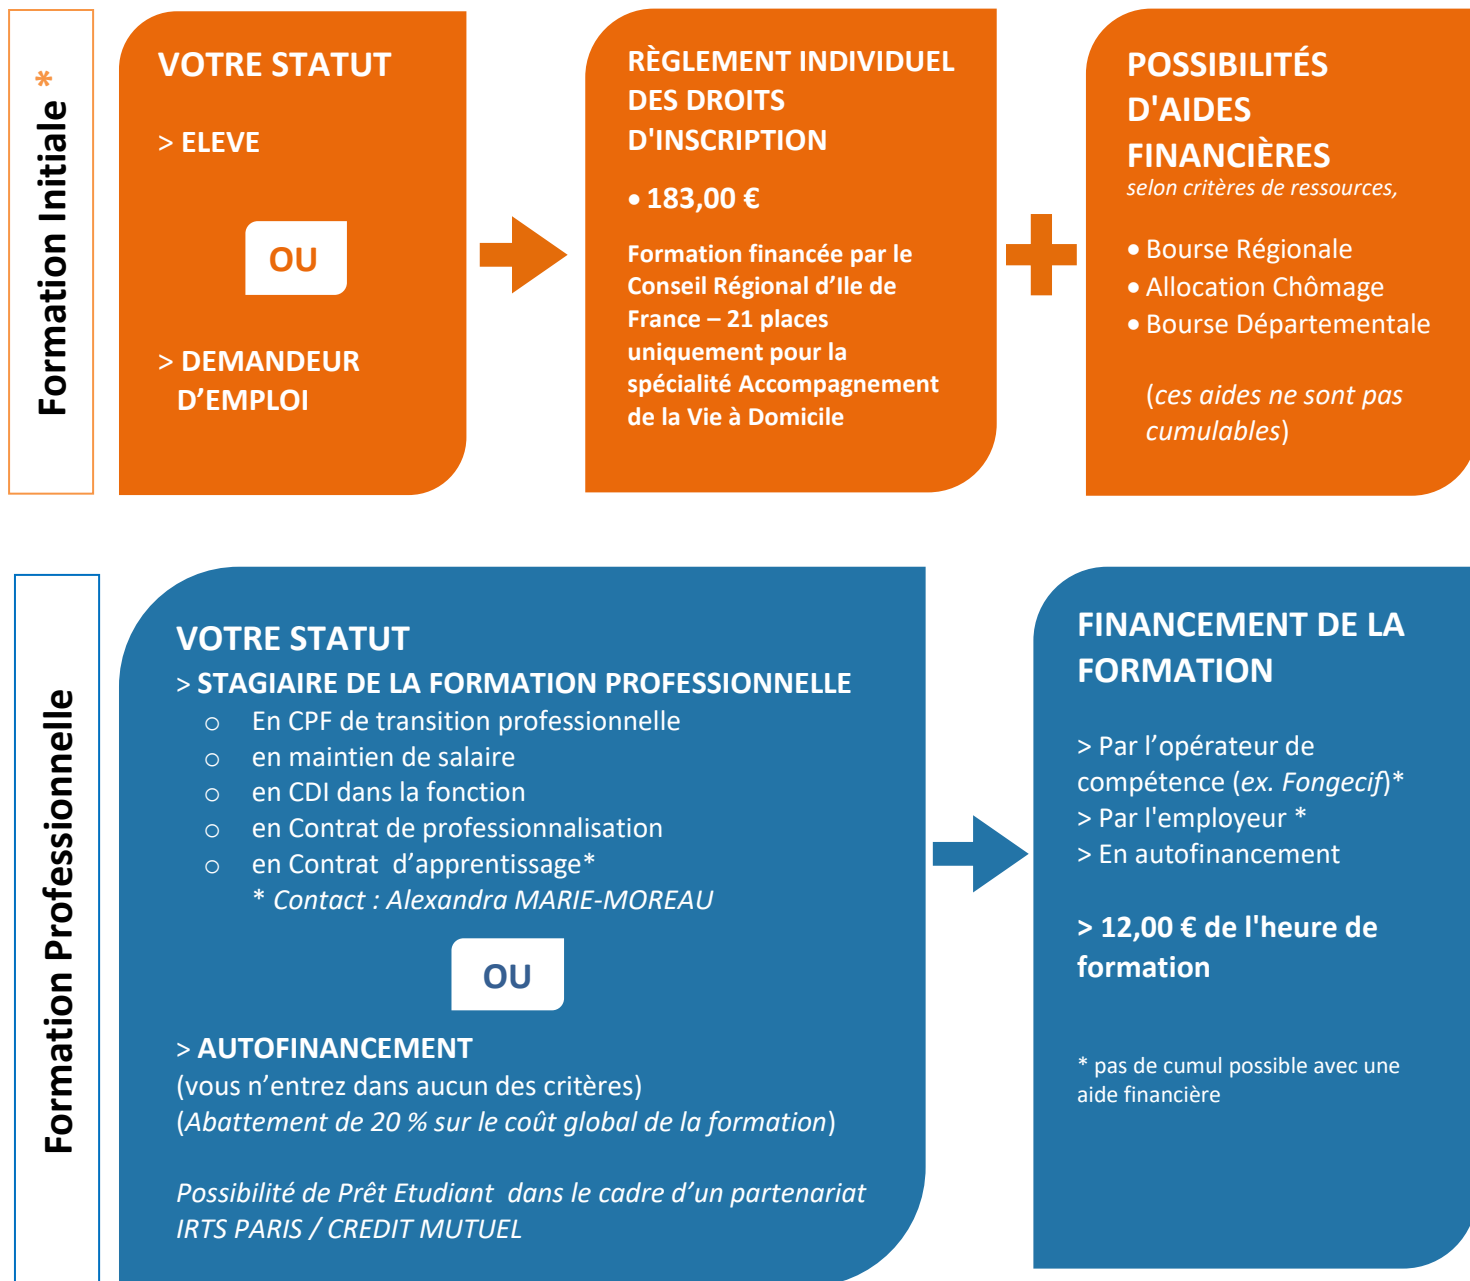 Formation Initiale *
VOTRE STATUT
> ELEVE
OU
> DEMANDEUR
D’EMPLOI
RÈGLEMENT INDIVIDUEL
DES DROITS
D'INSCRIPTION
• 183,00 €
Formation financée par le
Conseil Régional d’Ile de
France – 21 places
uniquement pour la
spécialité Accompagnement
de la Vie à Domicile
POSSIBILITÉS
D'AIDES
FINANCIÈRES
selon critères de ressources,
• Bourse Régionale
• Allocation Chômage
• Bourse Départementale
(ces aides ne sont pas
cumulables)
Formation Professionnelle
VOTRE STATUT
> STAGIAIRE DE LA FORMATION PROFESSIONNELLE
o En CPF de transition professionnelle
o en maintien de salaire
o en CDI dans la fonction
o en Contrat de professionnalisation
o en Contrat d’apprentissage*
* Contact : Alexandra MARIE-MOREAU
OU
> AUTOFINANCEMENT
(vous n’entrez dans aucun des critères)
(Abattement de 20 % sur le coût global de la formation)
Possibilité de Prêt Etudiant dans le cadre d’un partenariat
IRTS PARIS / CREDIT MUTUEL
FINANCEMENT DE LA
FORMATION
> Par l’opérateur de
compétence (ex. Fongecif)*
> Par l'employeur *
> En autofinancement
> 12,00 € de l'heure de
formation
* pas de cumul possible avec une
aide financière